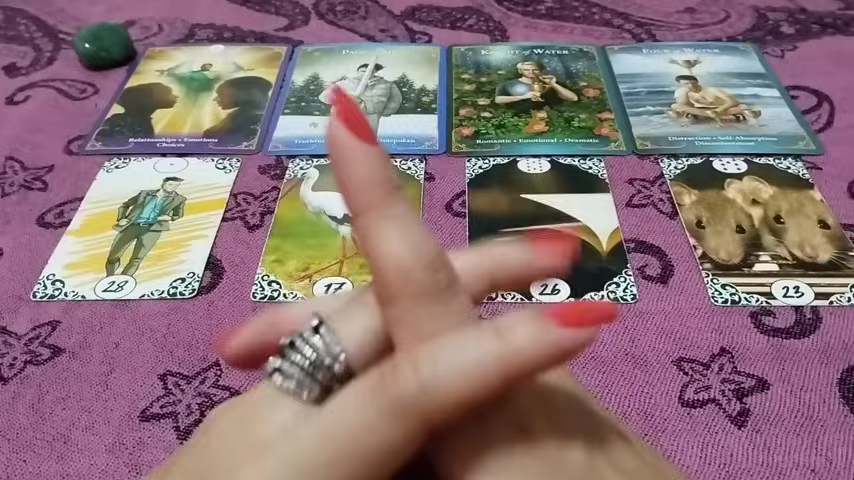 KNIGHT of WATER
FOUR of WATER
Relationships • Emotions
Choices
Romantic • Emotional • Dramatic
Distraction • Self-Absorption
Discontentment
28
17
26
23